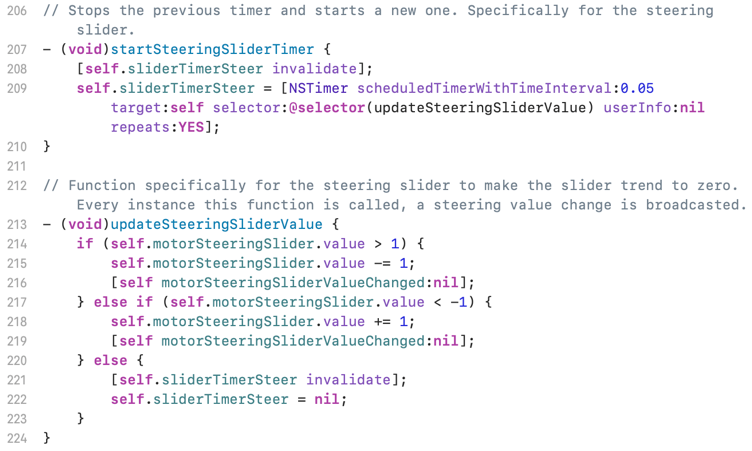 206 // Stops the previous timer and starts a new one. Specifically for the steering
slider.
207 - (void)startSteeringSliderTimer {
208 [self.sliderTimerSteer invalidate];
209 self.sliderTimerSteer = [NSTimer scheduledTimerWithTimeInterval:0.05
target:self selector:@selector(updateSteeringSliderValue) userInfo:nil
repeats:YES];
210 }
211
212 // Function specifically for the steering slider to make the slider trend to zero.
Every instance this function is called, a steering value change is broadcasted.
213 - (void)updateSteeringSliderValue {
214 if (self.motorSteeringSlider.value > 1) {
215 self.motorSteeringSlider.value -= 1;
216 [self motorSteeringSliderValueChanged:nil];
217 } else if (self.motorSteeringSlider.value < -1) {
218 self.motorSteeringSlider.value += 1;
219 [self motorSteeringSliderValueChanged:nil];
220 } else {
221 [self.sliderTimerSteer invalidate];
222 self.sliderTimerSteer = nil;
223 }
224 }